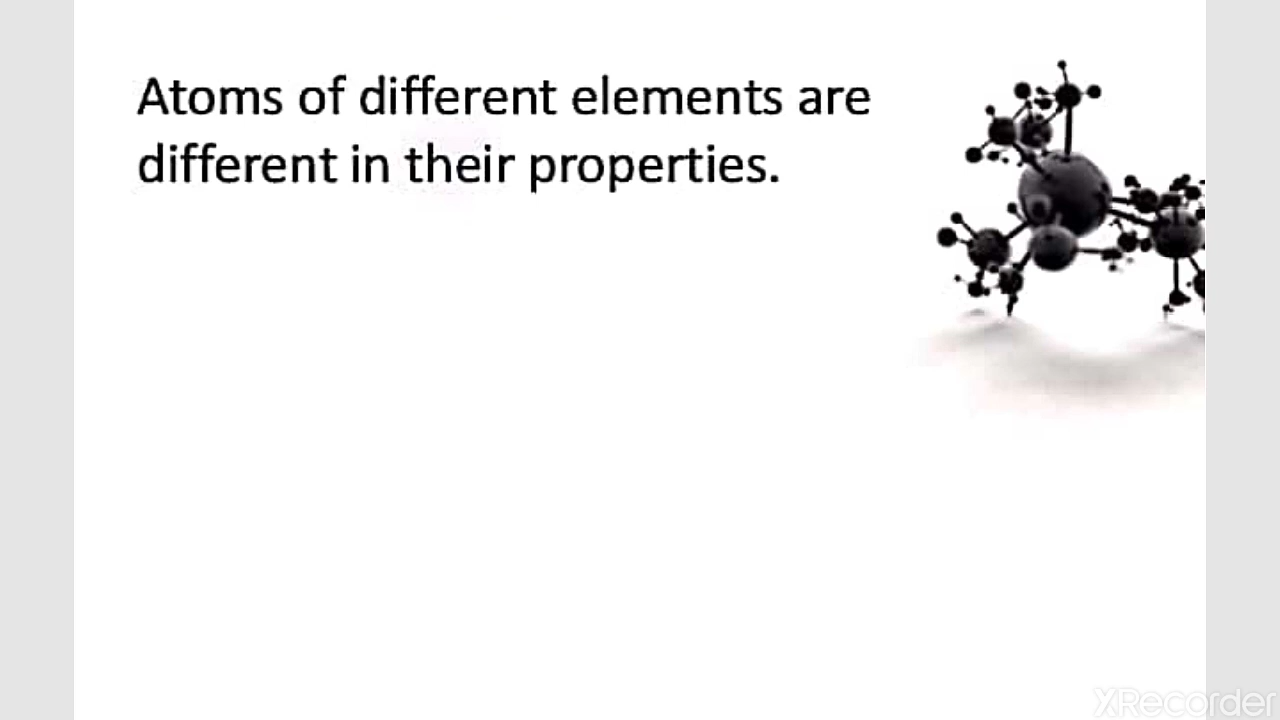 Atoms of different elements are
different in their properties.
XRecorder